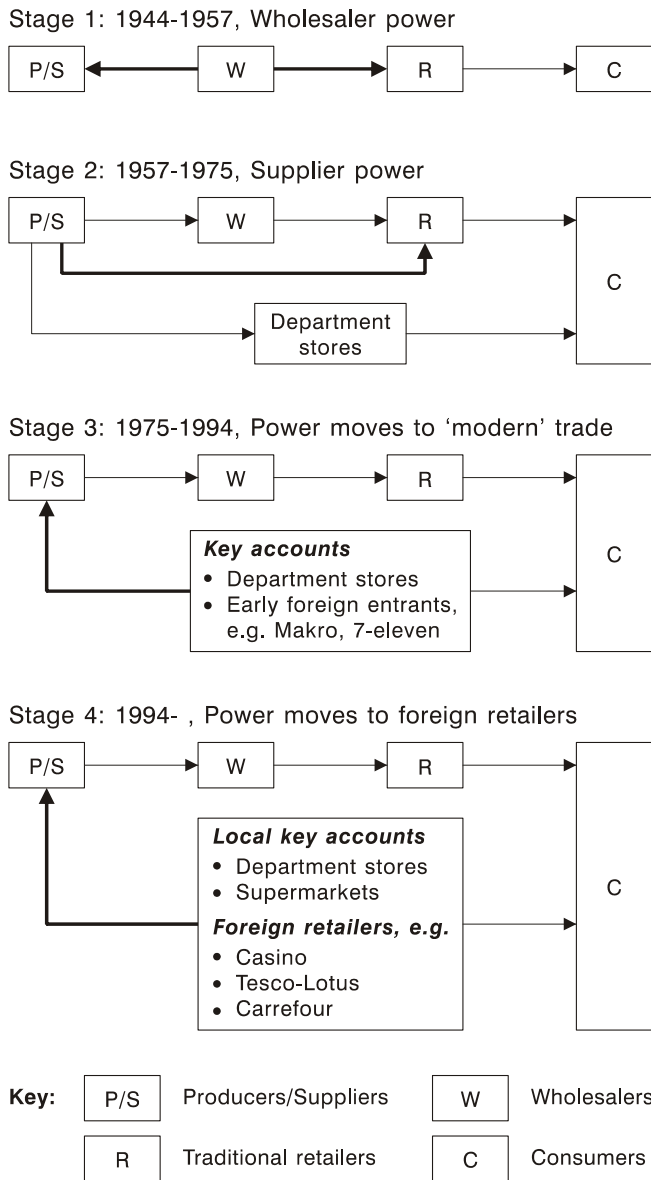 Stage 1: 1944-1957, Wholesaler power
P/S W R C
Stage 2: 1957-1975, Supplier power
P/S W R
C
Department
stores
Stage 3: 1975-1994, Power moves to ‘modern’ trade
P/S W R
C
Key accounts
• Department stores
• Early foreign entrants,
e.g. Makro, 7-eleven
Stage 4: 1994- , Power moves to foreign retailers
P/S W R
Local key accounts
• Department stores
• Supermarkets
C
Foreign retailers, e.g.
• Casino
• Tesco-Lotus
• Carrefour
Key: P/S Producers/Suppliers W Wholesalers
R Traditional retailers C Consumers